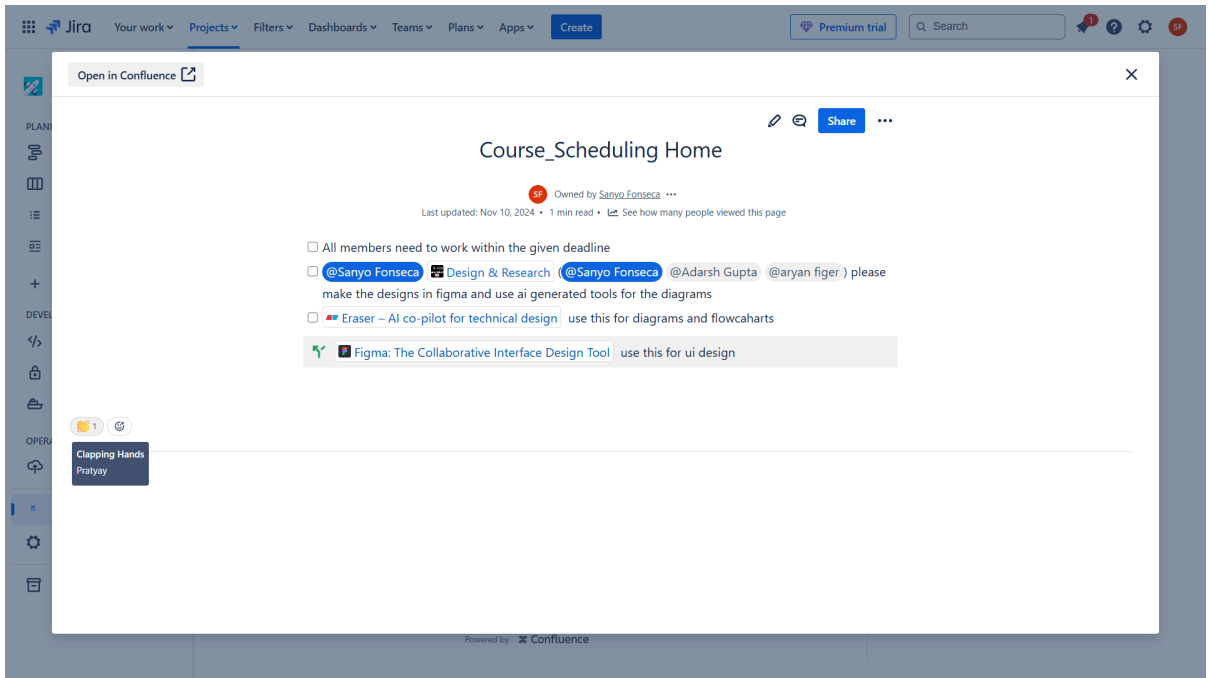 Jira Your work Projects Filters Dashboards Teams Plans Apps Create Premium trial Search 1 SF
Open in Confluence
PLANN
Share
Course_Scheduling Home
SF Owned by Sanyo Fonseca •••
Last updated: Nov 10, 2024 • 1 min read • See how many people viewed this page
All members need to work within the given deadline
@Sanyo Fonseca Design & Research (@Sanyo Fonseca @Adarsh Gupta @aryan figer ) please
make the designs in figma and use ai generated tools for the diagrams
DEVEL
Eraser – AI co-pilot for technical design use this for diagrams and flowcaharts
Figma: The Collaborative Interface Design Tool use this for ui design
1
OPERA
Clapping Hands
Pratyay
Powered by Confluence